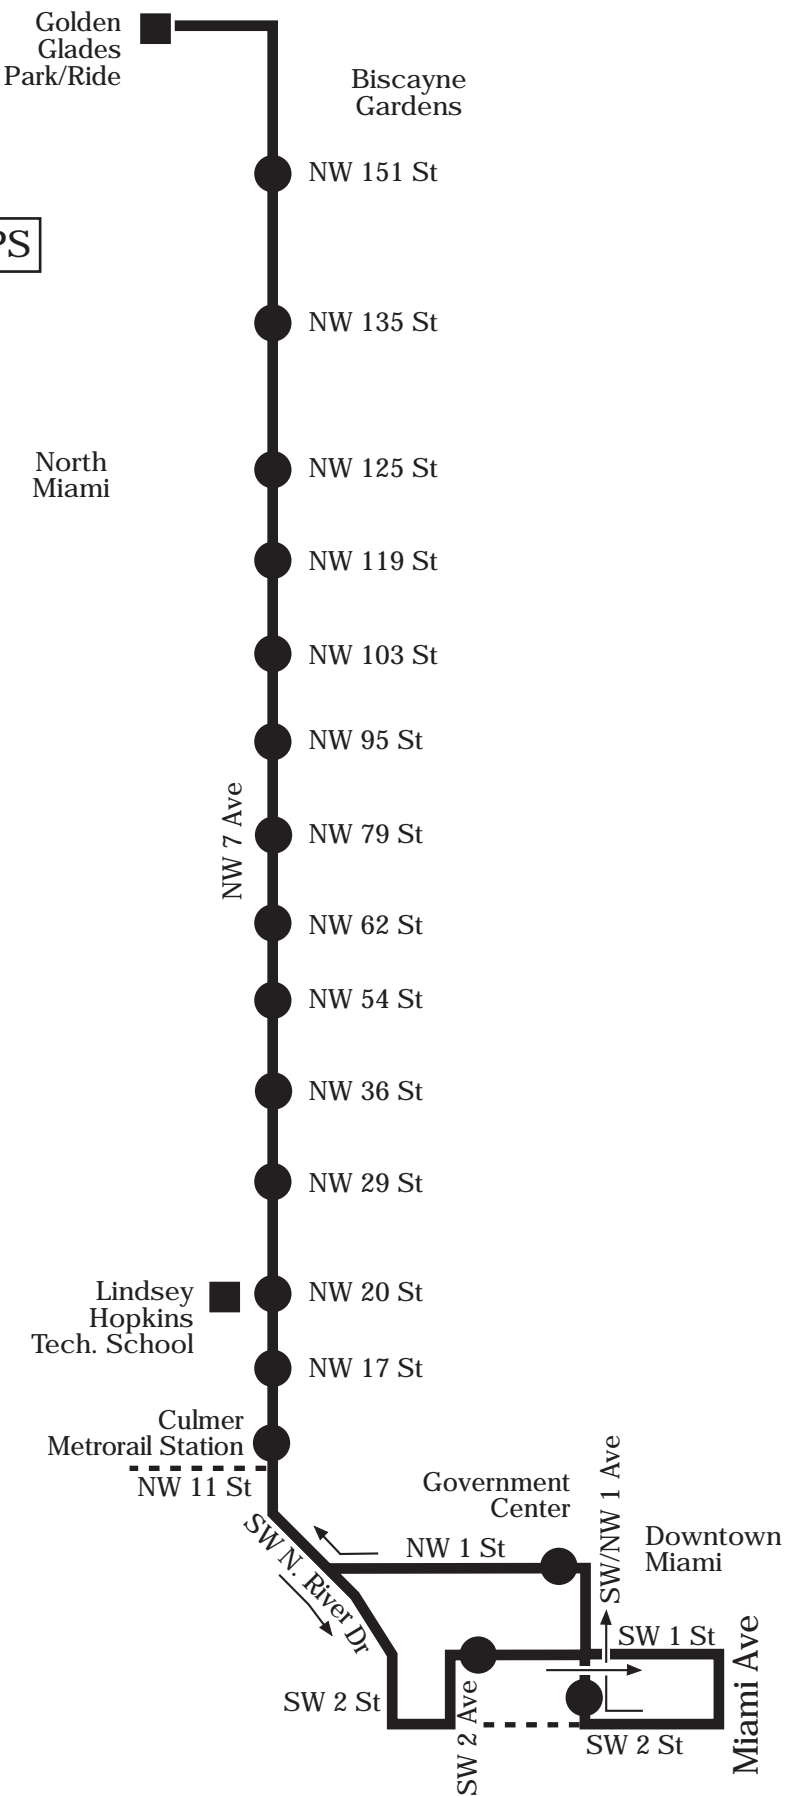 Golden
Glades
Park/Ride
Biscayne
Gardens
NW 151 St
PS
NW 135 St
North
Miami
NW 125 St
NW 119 St
NW 103 St
NW 95 St
NW 7 Ave
NW 79 St
NW 62 St
NW 54 St
NW 36 St
NW 29 St
Lindsey
Hopkins
Tech. School
NW 20 St
NW 17 St
Culmer
Metrorail Station
NW 11 St
Government
Center
SW/NW 1 Ave
Downtown
Miami
NW 1 St
SW N. River Dr
SW 1 St
Miami Ave
SW 2 St
SW 2 Ave
SW 2 St